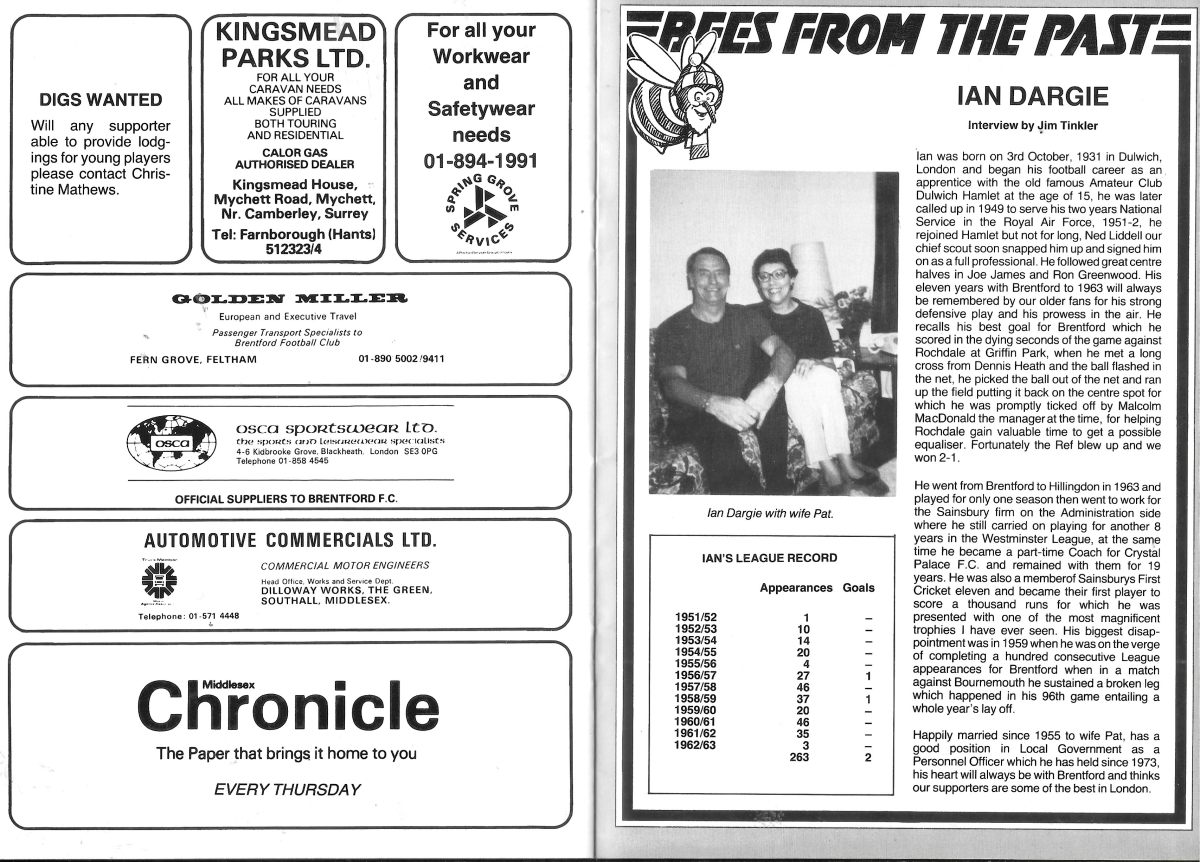 DIGS WANTED
Will any supporter
able to provide lodg-
ings for young players
please contact Chris-
tine Mathews.
KINGSMEAD
PARKS LTD.
FOR ALL YOUR
CARAVAN NEEDS
ALL MAKES OF CARAVANS
SUPPLIED
BOTH TOURING
AND RESIDENTIAL
CALOR GAS
AUTHORISED DEALER
Kingsmead House,
Mychett Road, Mychett,
Nr. Camberley, Surrey
Tel: Farnborough (Hants)
512323/4
For all your
Workwear
and
Safetywear
needs
01-894-1991
SPRING GROVE
SERVICES
GOLDEN MILLER
European and Executive Travel
Passenger Transport Specialists to
Brentford Football Club
FERN GROVE, FELTHAM 01-890 5002/9411
OSCA
OSCA SPORTSWEAR LTD.
the sports and leisurewear specialists
4-6 Kidbrooke Grove, Blackheath. London SE3 0PG
Telephone 01-858 4545
OFFICIAL SUPPLIERS TO BRENTFORD F.C.
AUTOMOTIVE COMMERCIALS LTD.
COMMERCIAL MOTOR ENGINEERS
Head Office, Works and Service Dept.
DILLOWAY WORKS, THE GREEN,
SOUTHALL, MIDDLESEX.
Telephone: 01-571 4448
Middlesex
Chronicle
The Paper that brings it home to you
EVERY THURSDAY
BEES FROM THE PAST
IAN DARGIE
Interview by Jim Tinkler
Ian was born on 3rd October, 1931 in Dulwich,
London and began his football career as an
apprentice with the old famous Amateur Club
Dulwich Hamlet at the age of 15, he was later
called up in 1949 to serve his two years National
Service in the Royal Air Force, 1951-2, he
rejoined Hamlet but not for long, Ned Liddell our
chief scout soon snapped him up and signed him
on as a full professional. He followed great centre
halves in Joe James and Ron Greenwood. His
eleven years with Brentford to 1963 will always
be remembered by our older fans for his strong
defensive play and his prowess in the air. He
recalls his best goal for Brentford which he
scored in the dying seconds of the game against
Rochdale at Griffin Park, when he met a long
cross from Dennis Heath and the ball flashed in
the net, he picked the ball out of the net and ran
up the field putting it back on the centre spot for
which he was promptly ticked off by Malcolm
MacDonald the manager at the time, for helping
Rochdale gain valuable time to get a possible
equaliser. Fortunately the Ref blew up and we
won 2-1.
He went from Brentford to Hillingdon in 1963 and
played for only one season then went to work for
the Sainsbury firm on the Administration side
where he still carried on playing for another 8
years in the Westminster League, at the same
time he became a part-time Coach for Crystal
Palace F.C. and remained with them for 19
years. He was also a memberof Sainsburys First
Cricket eleven and became their first player to
score a thousand runs for which he was
presented with one of the most magnificent
trophies I have ever seen. His biggest disap-
pointment was in 1959 when he was on the verge
of completing a hundred consecutive League
appearances for Brentford when in a match
against Bournemouth he sustained a broken leg
which happened in his 96th game entailing a
whole year's lay off.
Happily married since 1955 to wife Pat, has a
good position in Local Government as a
Personnel Officer which he has held since 1973,
his heart will always be with Brentford and thinks
our supporters are some of the best in London.
Ian Dargie with wife Pat.
IAN'S LEAGUE RECORD
Appearances Goals
1951/52 1 –
1952/53 10 –
1953/54 14 –
1954/55 20 –
1955/56 4 –
1956/57 27 1
1957/58 46 –
1958/59 37 1
1959/60 20 –
1960/61 46 –
1961/62 35 –
1962/63 3 –
263 2